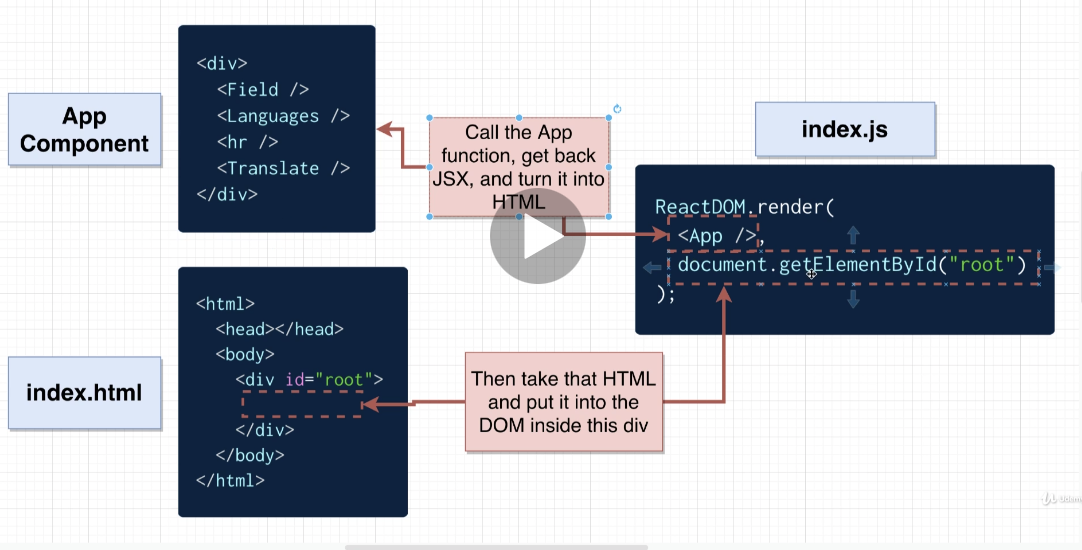 App
Component
<div>
<Field />
<Languages />
<hr />
<Translate />
</div>
Call the App
function, get back
JSX, and turn it into
HTML
index.js
ReactDOM.render(
<App />,
document.getElementById("root")
);
index.html
<html>
<head></head>
<body>
<div id="root">
</div>
</body>
</html>
Then take that HTML
and put it into the
DOM inside this div